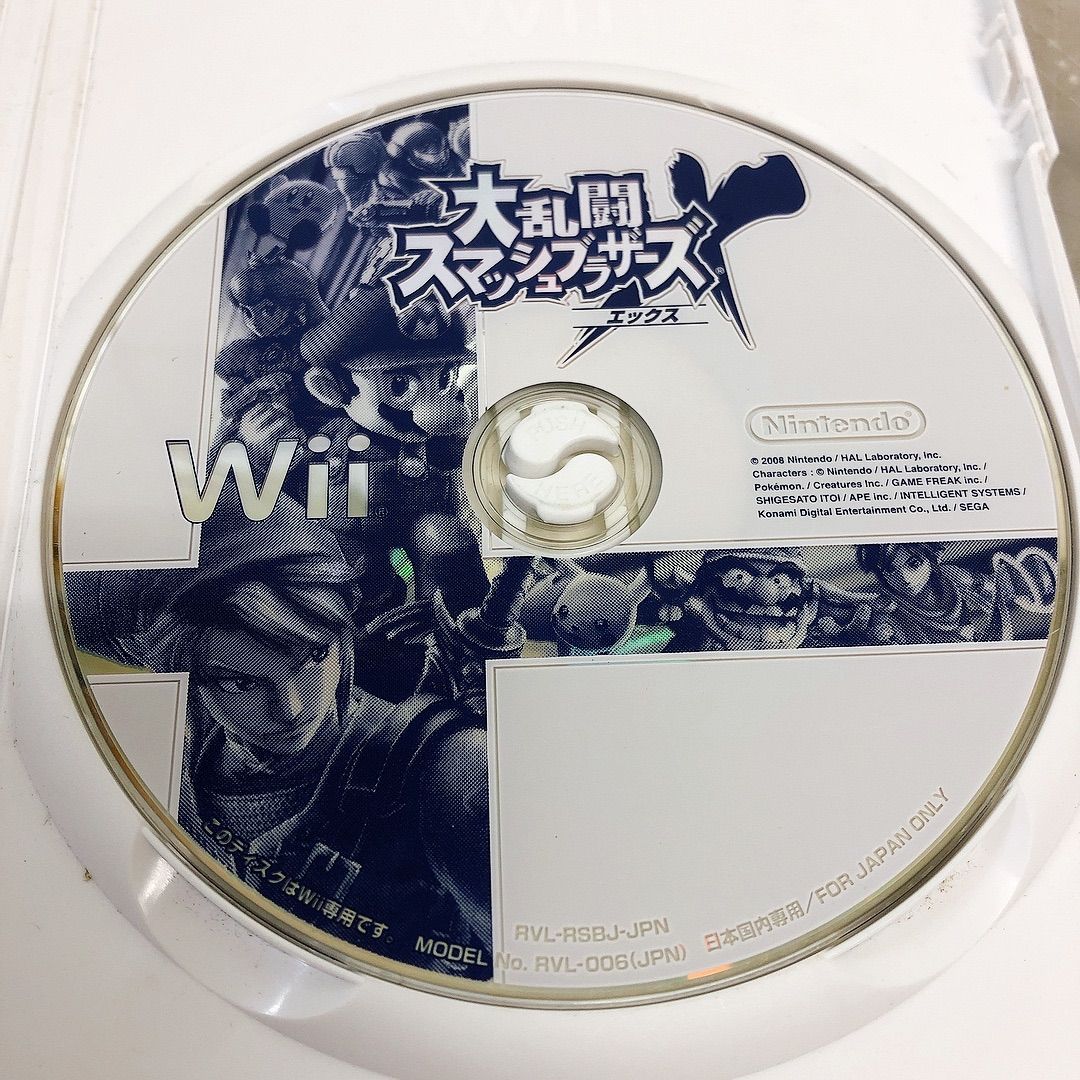 Wii
大乱闘
スマッシュブラザーズX
エックス
Wii
PUSH
HERE
Nintendo
© 2008 Nintendo / HAL Laboratory, Inc.
Characters : © Nintendo / HAL Laboratory, Inc. /
Pokémon. / Creatures Inc. / GAME FREAK inc. /
SHIGESATO ITOI / APE inc. / INTELLIGENT SYSTEMS /
Konami Digital Entertainment Co., Ltd. / SEGA
このディスクはWii専用です。
RVL-RSBJ-JPN
MODEL No. RVL-006(JPN)
日本国内専用/FOR JAPAN ONLY